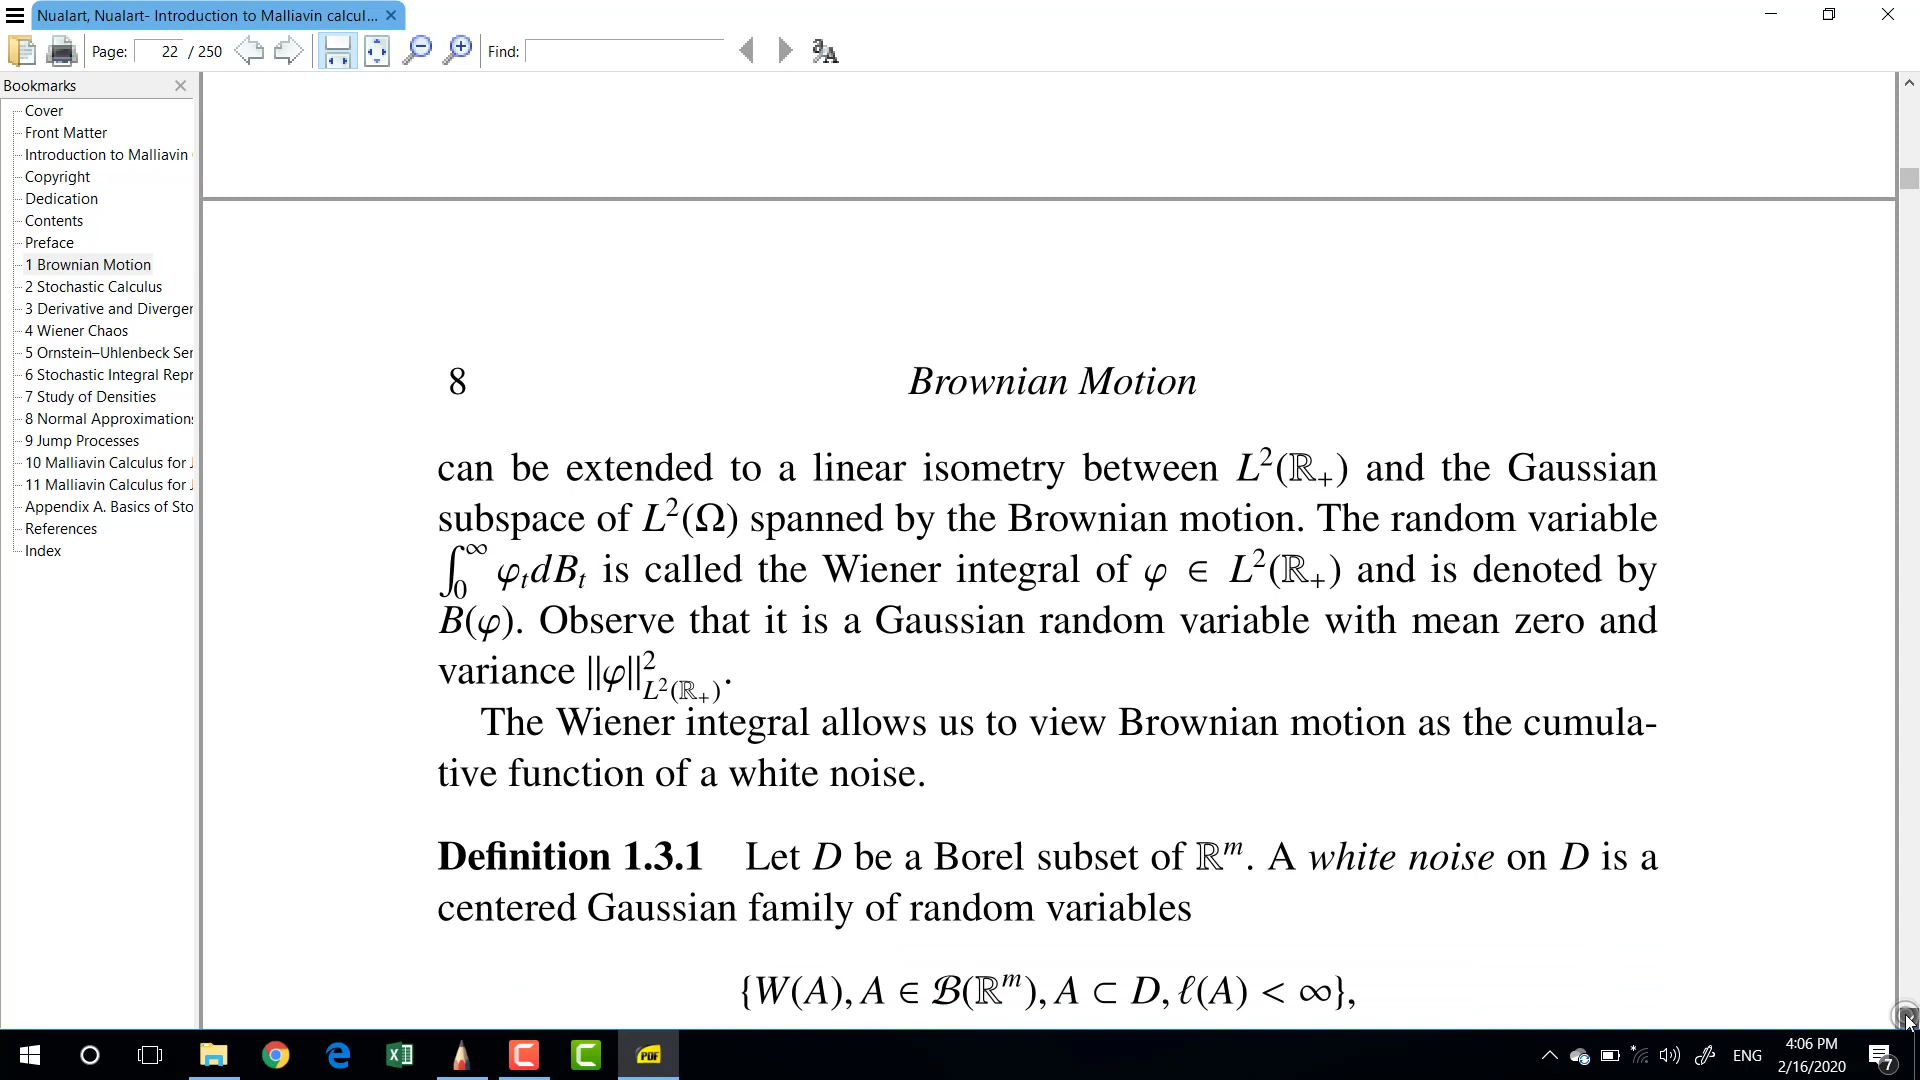 Nualart, Nualart- Introduction to Malliavin calcul...
Page: 22 / 250 Find:
Bookmarks
Cover
Front Matter
Introduction to Malliavin
Copyright
Dedication
Contents
Preface
1 Brownian Motion
2 Stochastic Calculus
3 Derivative and Diverger
4 Wiener Chaos
5 Ornstein–Uhlenbeck Ser
6 Stochastic Integral Repr
7 Study of Densities
8 Normal Approximations
9 Jump Processes
10 Malliavin Calculus for J
11 Malliavin Calculus for J
Appendix A. Basics of Sto
References
Index
8 Brownian Motion
can be extended to a linear isometry between L²(ℝ₊) and the Gaussian
subspace of L²(Ω) spanned by the Brownian motion. The random variable
∫₀^∞ φₜdBₜ is called the Wiener integral of φ ∈ L²(ℝ₊) and is denoted by
B(φ). Observe that it is a Gaussian random variable with mean zero and
variance ||φ||²_{L²(ℝ₊)}.
The Wiener integral allows us to view Brownian motion as the cumula-
tive function of a white noise.
Definition 1.3.1 Let D be a Borel subset of ℝᵐ. A white noise on D is a
centered Gaussian family of random variables
{W(A), A ∈ ℬ(ℝᵐ), A ⊂ D, ℓ(A) < ∞},
PDF
ENG
4:06 PM
2/16/2020
7